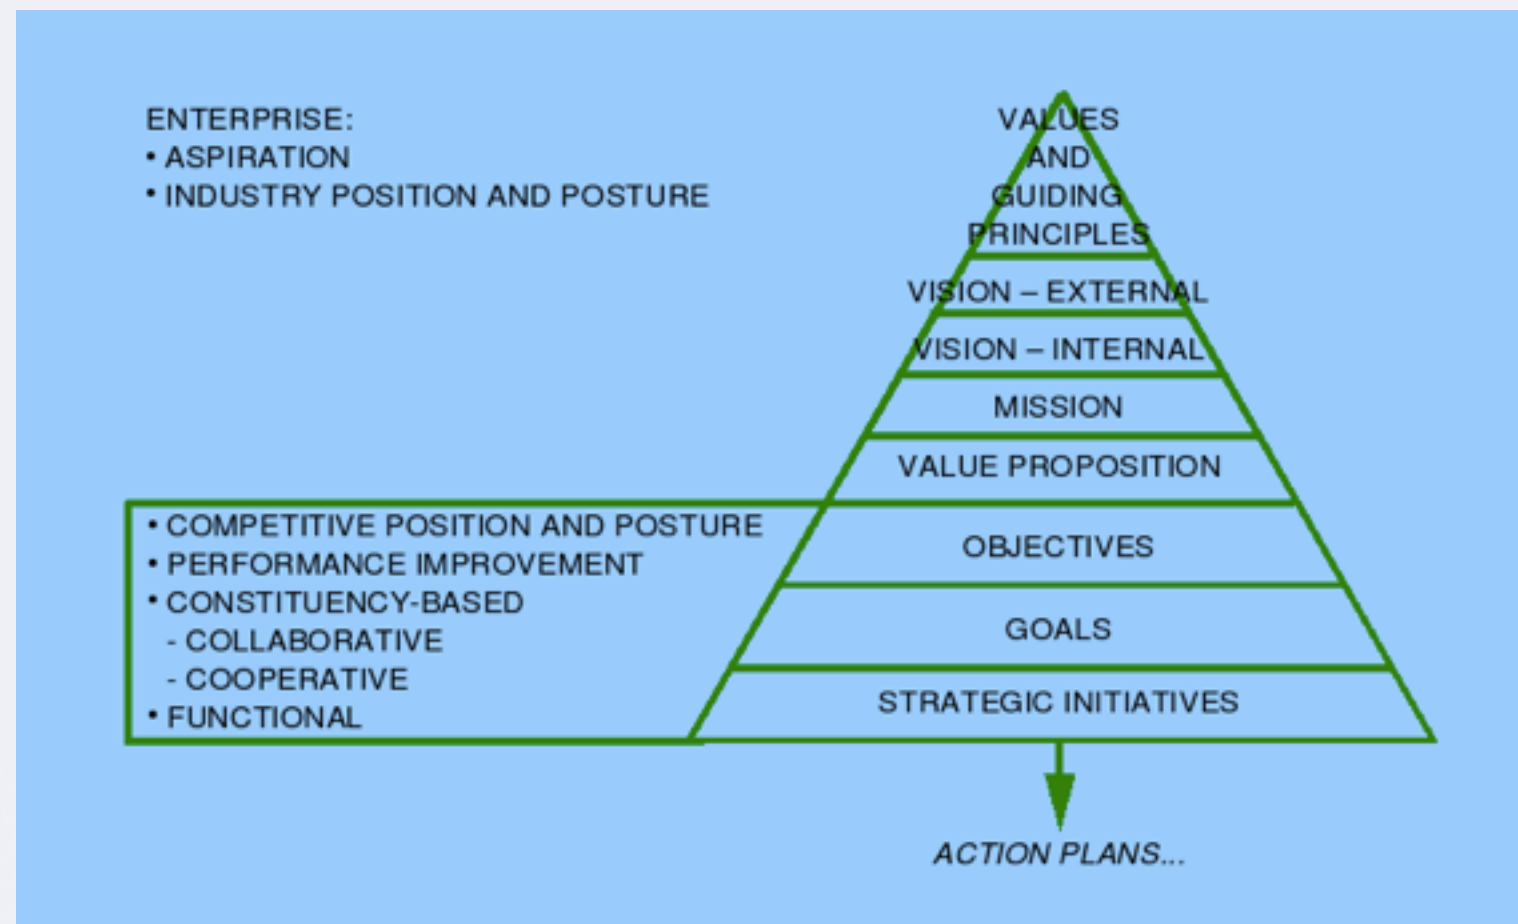 ENTERPRISE:
• ASPIRATION
• INDUSTRY POSITION AND POSTURE
VALUES
AND
GUIDING
PRINCIPLES
VISION – EXTERNAL
VISION – INTERNAL
MISSION
VALUE PROPOSITION
• COMPETITIVE POSITION AND POSTURE
• PERFORMANCE IMPROVEMENT
• CONSTITUENCY-BASED
- COLLABORATIVE
- COOPERATIVE
• FUNCTIONAL
OBJECTIVES
GOALS
STRATEGIC INITIATIVES
ACTION PLANS...